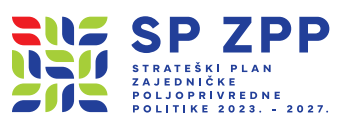 SP ZPP
STRATEŠKI PLAN
ZAJEDNIČKE
POLJOPRIVREDNE
POLITIKE 2023. - 2027.